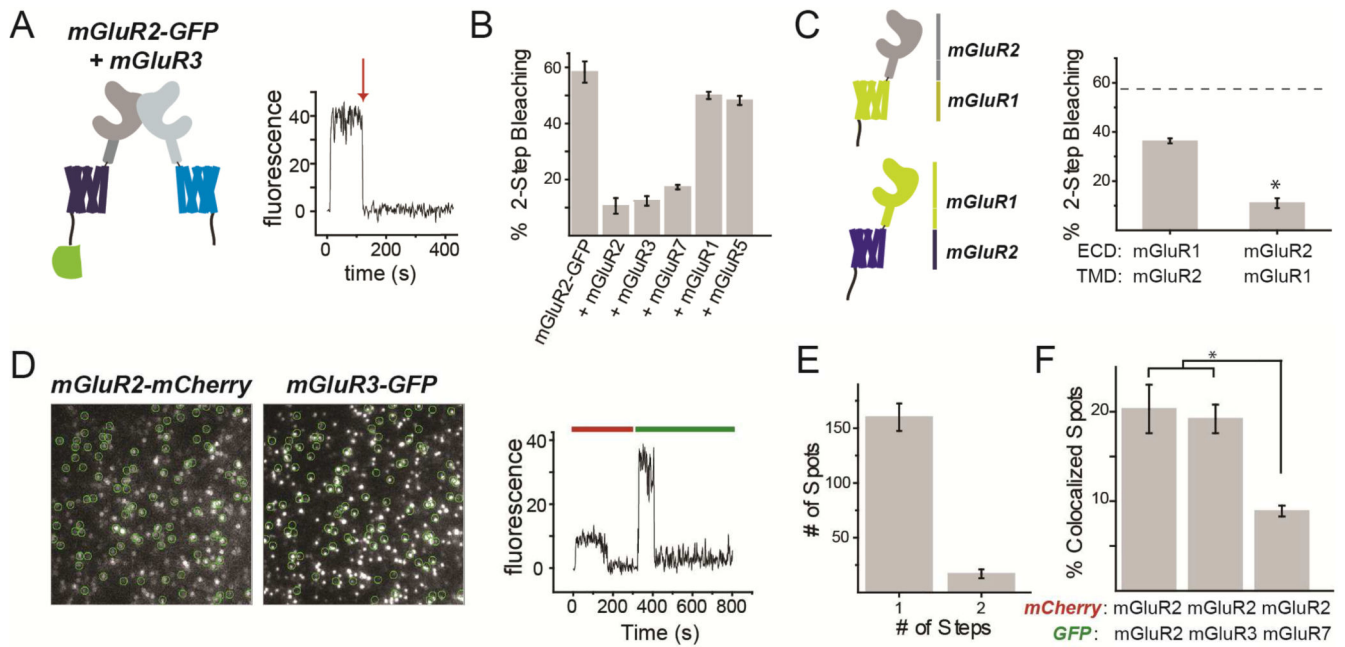 A
mGluR2-GFP
+ mGluR3
fluorescence
40
20
0
0
200
400
time (s)
B
% 2-Step Bleaching
60
40
20
mGluR2-GFP
+ mGluR2
+ mGluR3
+ mGluR7
+ mGluR1
+ mGluR5
C
mGluR2
mGluR1
mGluR1
mGluR2
% 2-Step Bleaching
60
40
20
*
ECD: mGluR1 mGluR2
TMD: mGluR2 mGluR1
D
mGluR2-mCherry
mGluR3-GFP
fluorescence
40
20
0
0 200 400 600 800
Time (s)
E
# of Spots
150
100
50
1 2
# of Steps
F
% Colocalized Spots
20
10
*
mCherry: mGluR2 mGluR2 mGluR2
GFP: mGluR2 mGluR3 mGluR7